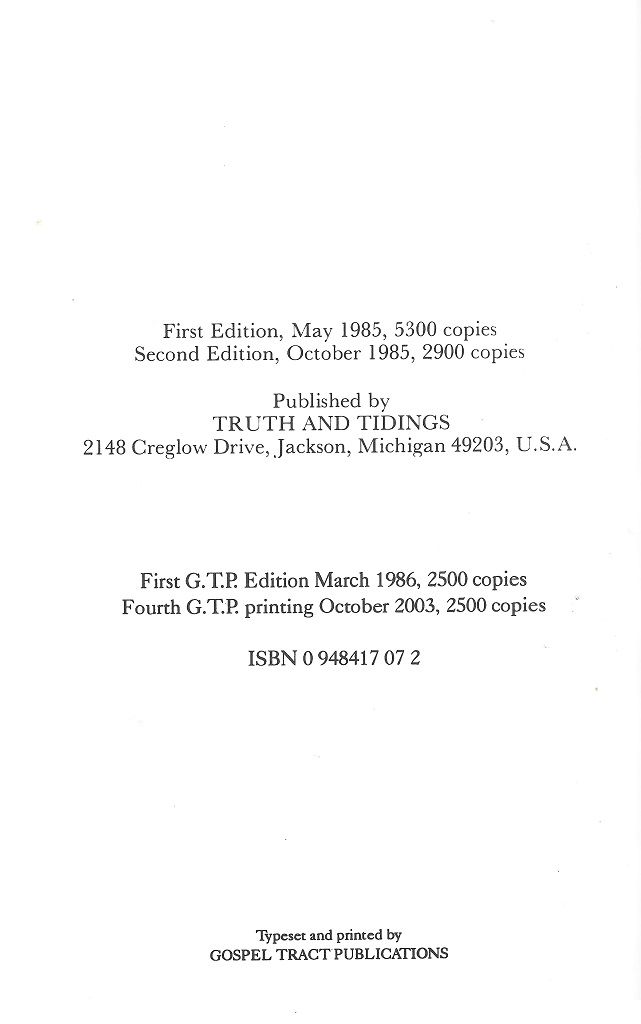 First Edition, May 1985, 5300 copies
Second Edition, October 1985, 2900 copies
Published by
TRUTH AND TIDINGS
2148 Creglow Drive, Jackson, Michigan 49203, U.S.A.
First G.T.P. Edition March 1986, 2500 copies
Fourth G.T.P. printing October 2003, 2500 copies
ISBN 0 948417 07 2
Typeset and printed by
GOSPEL TRACT PUBLICATIONS